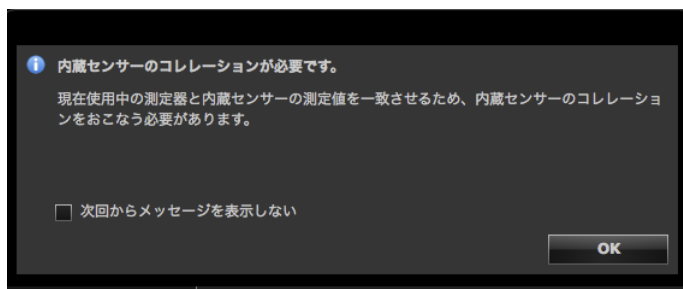 内蔵センサーのコレレーションが必要です。
現在使用中の測定器と内蔵センサーの測定値を一致させるため、内蔵センサーのコレレーショ
ンをおこなう必要があります。
次回からメッセージを表示しない
OK